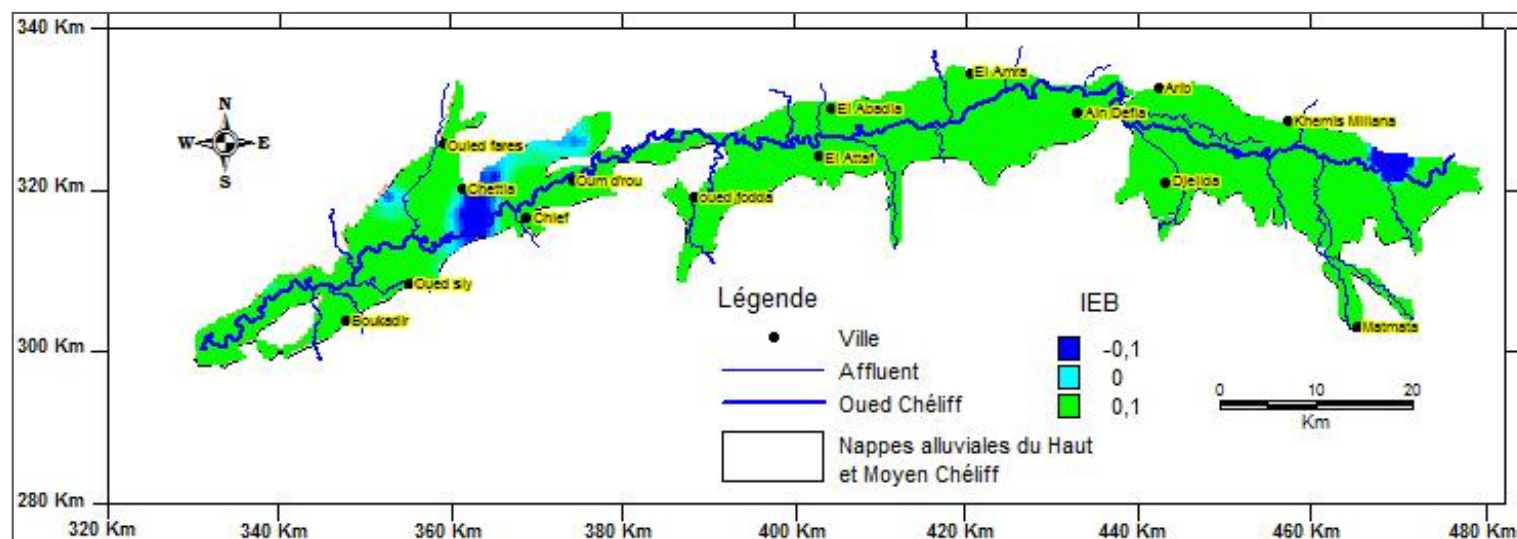 340 Km
320 Km
300 Km
280 Km
320 Km
340 Km
360 Km
380 Km
400 Km
420 Km
440 Km
460 Km
480 Km
N
W
E
S
Ouled fares
Chettia
Oum drou
Chlef
Oued sly
Boukadir
oued fodda
El Abadia
El Attaf
El Amra
Ain Defla
Arib
Khemis Miliana
Djelida
Matmata
Légende
Ville
Affluent
Oued Chéliff
Nappes alluviales du Haut
et Moyen Chéliff
IEB
-0,1
0
0,1
0 10 20
Km